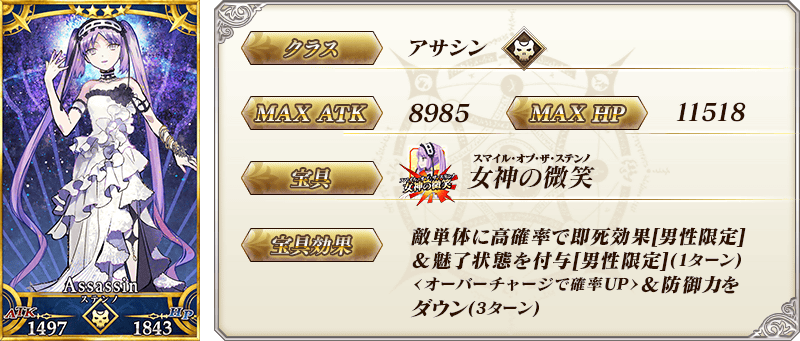 Assassin
ステンノ
ATK
HP
1497
1843
クラス
アサシン
MAX ATK
8985
MAX HP
11518
宝具
女神の微笑
スマイル・オブ・ザ・ステンノ
女神の微笑
宝具効果
敵単体に高確率で即死効果[男性限定]
&魅了状態を付与[男性限定](1ターン)
<オーバーチャージで確率UP>&防御力を
ダウン(3ターン)